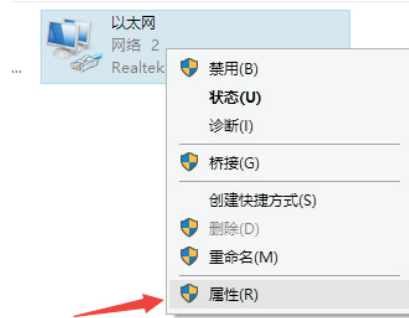 以太网
网络 2
Realtek
...
禁用(B)
状态(U)
诊断(I)
桥接(G)
创建快捷方式(S)
删除(D)
重命名(M)
属性(R)